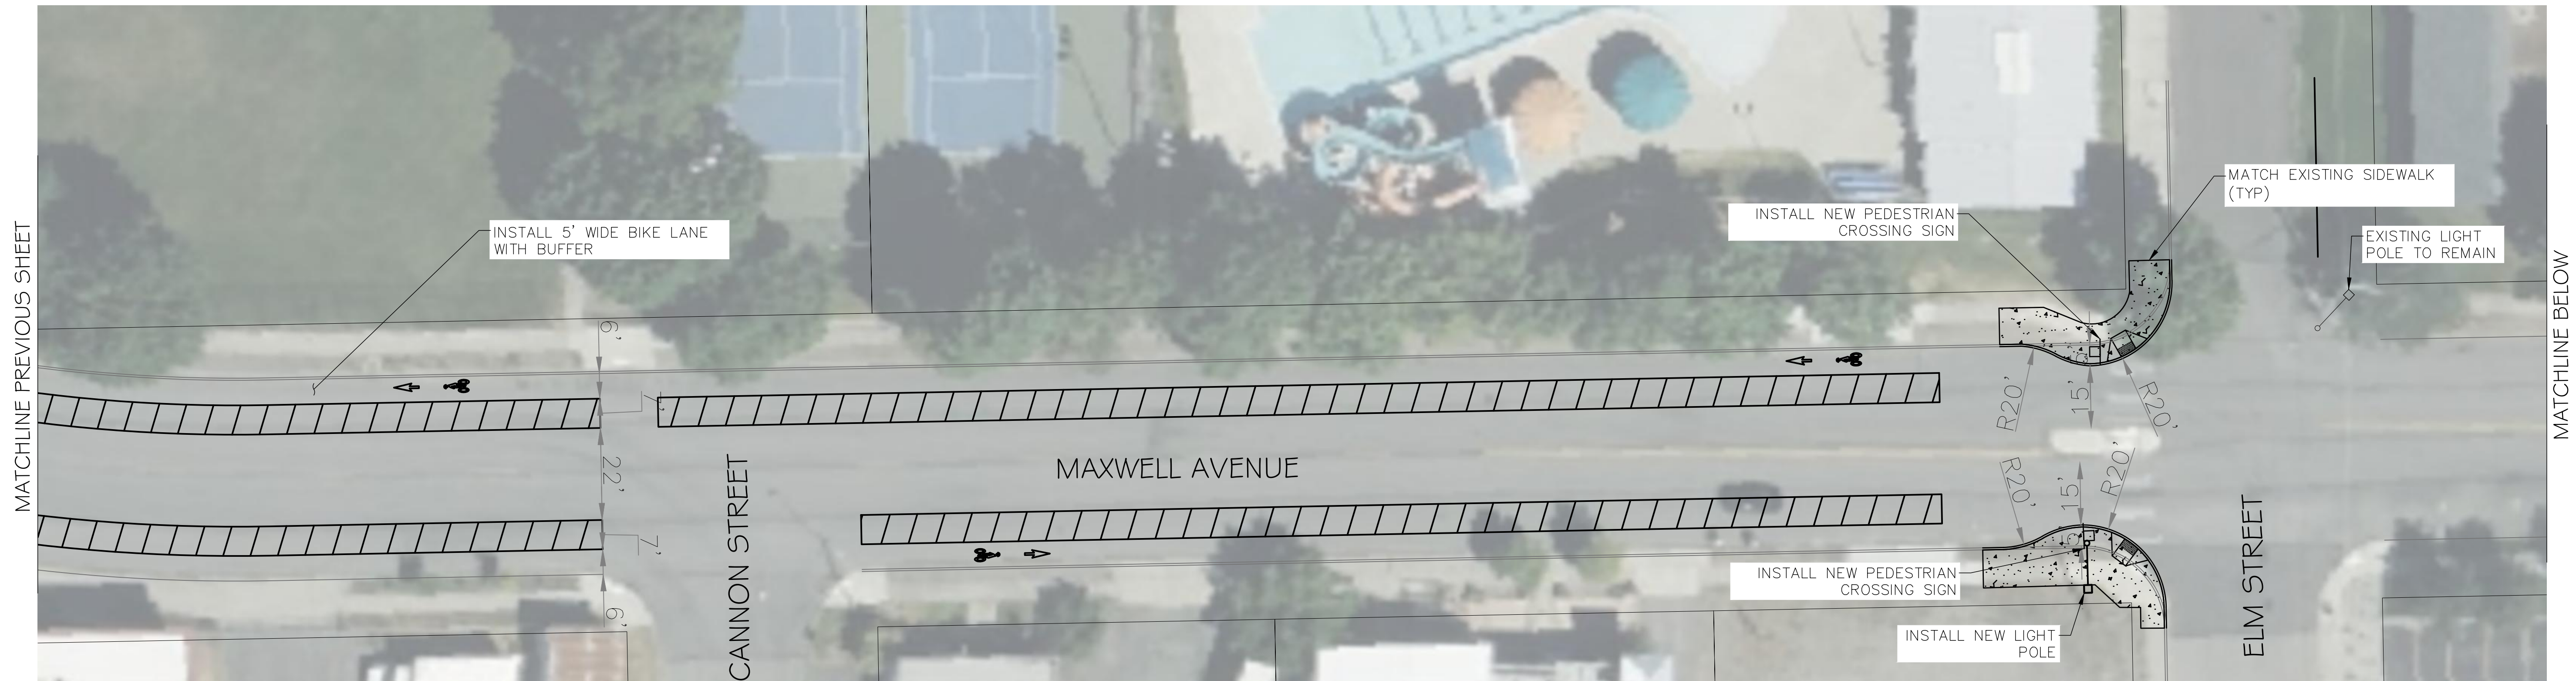 MATCHLINE PREVIOUS SHEET
INSTALL 5' WIDE BIKE LANE
WITH BUFFER
6'
7'
22'
7'
6'
CANNON STREET
MAXWELL AVENUE
INSTALL NEW PEDESTRIAN
CROSSING SIGN
MATCH EXISTING SIDEWALK
(TYP)
EXISTING LIGHT
POLE TO REMAIN
R20'
15'
R20'
R20'
15'
R20'
INSTALL NEW PEDESTRIAN
CROSSING SIGN
INSTALL NEW LIGHT
POLE
ELM STREET
MATCHLINE BELOW